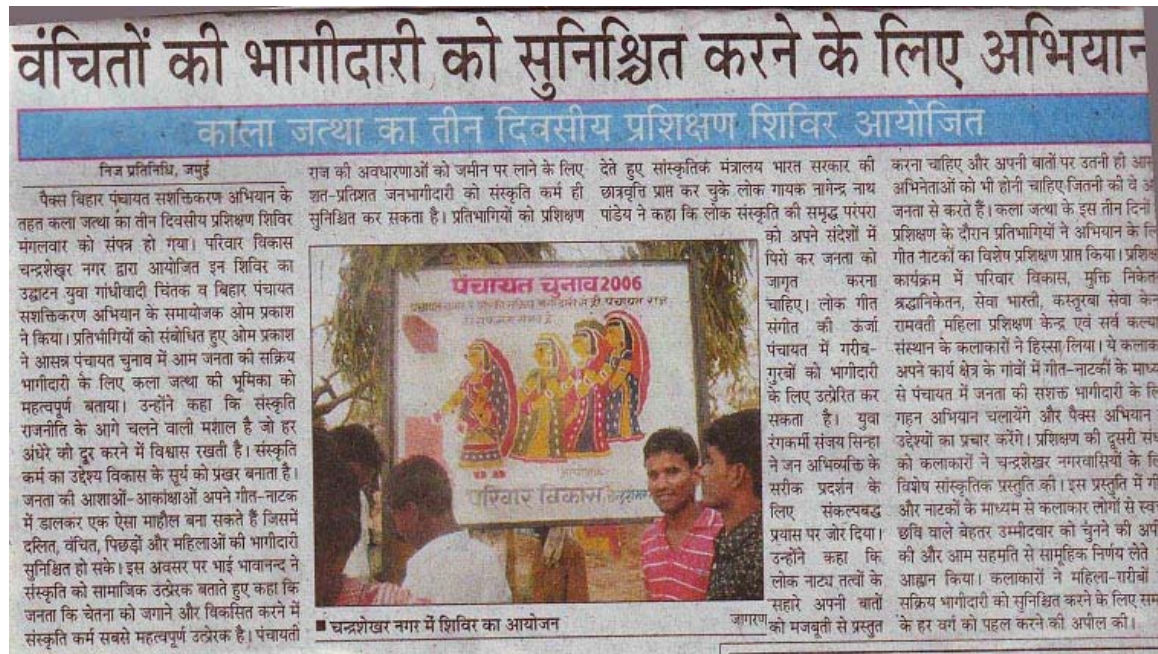 वंचितों की भागीदारी को सुनिश्चित करने के लिए अभियान
काला जत्था का तीन दिवसीय प्रशिक्षण शिविर आयोजित
निज प्रतिनिधि, जमुई
पैक्स बिहार पंचायत सशक्तिकरण अभियान के
तहत कला जत्था का तीन दिवसीय प्रशिक्षण शिविर
मंगलवार को संपन्न हो गया। परिवार विकास
चन्द्रशेखर नगर द्वारा आयोजित इन शिविर का
उद्घाटन युवा गांधीवादी चिंतक व बिहार पंचायत
सशक्तिकरण अभियान के समायोजक ओम प्रकाश
ने किया। प्रतिभागियों को संबोधित हुए ओम प्रकाश
ने आसन्न पंचायत चुनाव में आम जनता की सक्रिय
भागीदारी के लिए कला जत्था की भूमिका को
महत्वपूर्ण बताया। उन्होंने कहा कि संस्कृति
राजनीति के आगे चलने वाली मशाल है जो हर
अंधेरे को दूर करने में विश्वास रखती है। संस्कृति
कर्म का उद्देश्य विकास के सूर्य को प्रखर बनाता है।
जनता की आशाओं-आकांक्षाओं अपने गीत-नाटक
में डालकर एक ऐसा माहौल बना सकते हैं जिसमें
दलित, वंचित, पिछड़ों और महिलाओं की भागीदारी
सुनिश्चित हो सके। इस अवसर पर भाई भावानन्द ने
संस्कृति को सामाजिक उत्प्रेरक बताते हुए कहा कि
जनता कि चेतना को जगाने और विकसित करने में
संस्कृति कर्म सबसे महत्वपूर्ण उत्प्रेरक है। पंचायती
राज की अवधारणाओं को जमीन पर लाने के लिए
शत-प्रतिशत जनभागीदारी को संस्कृति कर्म ही
सुनिश्चित कर सकता है। प्रतिभागियों को प्रशिक्षण
पंचायत चुनाव 2006
परिवार विकास
■ चन्द्रशेखर नगर में शिविर का आयोजन
जागरण
देते हुए सांस्कृतिक मंत्रालय भारत सरकार की
छात्रवृत्ति प्राप्त कर चुके लोक गायक नागेन्द्र नाथ
पांडेय ने कहा कि लोक संस्कृति की समृद्ध परंपरा
को अपने संदेशों में
पिरो कर जनता को
जागृत करना
चाहिए। लोक गीत
संगीत की ऊर्जा
पंचायत में गरीब-
गुरबों को भागीदारी
के लिए उत्प्रेरित कर
सकता है। युवा
रंगकर्मी संजय सिन्हा
ने जन अभिव्यक्ति के
सरीक प्रदर्शन के
लिए संकल्पबद्ध
प्रयास पर जोर दिया।
उन्होंने कहा कि
लोक नाट्य तत्वों के
सहारे अपनी बातों
को मजबूती से प्रस्तुत
करना चाहिए और अपनी बातों पर उतनी ही
अभिनेताओं को भी होनी चाहिए जितनी की वे
जनता से करते हैं। कला जत्था के इस तीन दिनों
प्रशिक्षण के दौरान प्रतिभागियों ने अभियान के
गीत नाटकों का विशेष प्रशिक्षण प्राप्त किया।
कार्यक्रम में परिवार विकास, मुक्ति
श्रद्धानिकेतन, सेवा भारती, कस्तूरबा सेवा
रामवती महिला प्रशिक्षण केन्द्र एवं सर्व
संस्थान के कलाकारों ने हिस्सा लिया। ये
अपने कार्य क्षेत्र के गांवों में गीत-नाटकों के
से पंचायत में जनता की सशक्त भागीदारी के
गहन अभियान चलायेंगे और पैक्स अभियान
उद्देश्यों का प्रचार करेंगे। प्रशिक्षण की दूसरी
को कलाकारों ने चन्द्रशेखर नगरवासियों के
विशेष सांस्कृतिक प्रस्तुति की। इस प्रस्तुति में
और नाटकों के माध्यम से कलाकार लोगों से
छवि वाले बेहतर उम्मीदवार को चुनने की
की और आम सहमति से सामूहिक निर्णय लेते
आह्वान किया। कलाकारों ने महिला-गरीबों
सक्रिय भागीदारी को सुनिश्चित करने के लिए
के हर वर्ग को पहल करने की अपील की।